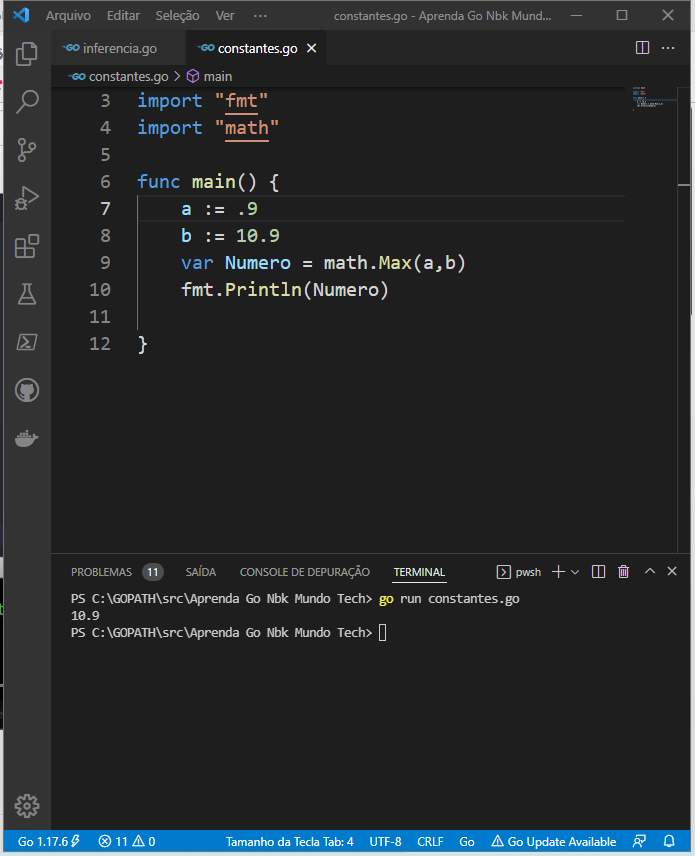 Arquivo Editar Seleção Ver ··· constantes.go - Aprenda Go Nbk Mund...
inferencia.go constantes.go
constantes.go > main
3 import "fmt"
4 import "math"
5
6 func main() {
7 a := .9
8 b := 10.9
9 var Numero = math.Max(a,b)
10 fmt.Println(Numero)
11
12 }
PROBLEMAS 11 SAÍDA CONSOLE DE DEPURAÇÃO TERMINAL pwsh
PS C:\GOPATH\src\Aprenda Go Nbk Mundo Tech> go run constantes.go
10.9
PS C:\GOPATH\src\Aprenda Go Nbk Mundo Tech>
Go 1.17.6 11 0 Tamanho da Tecla Tab: 4 UTF-8 CRLF Go Go Update Available